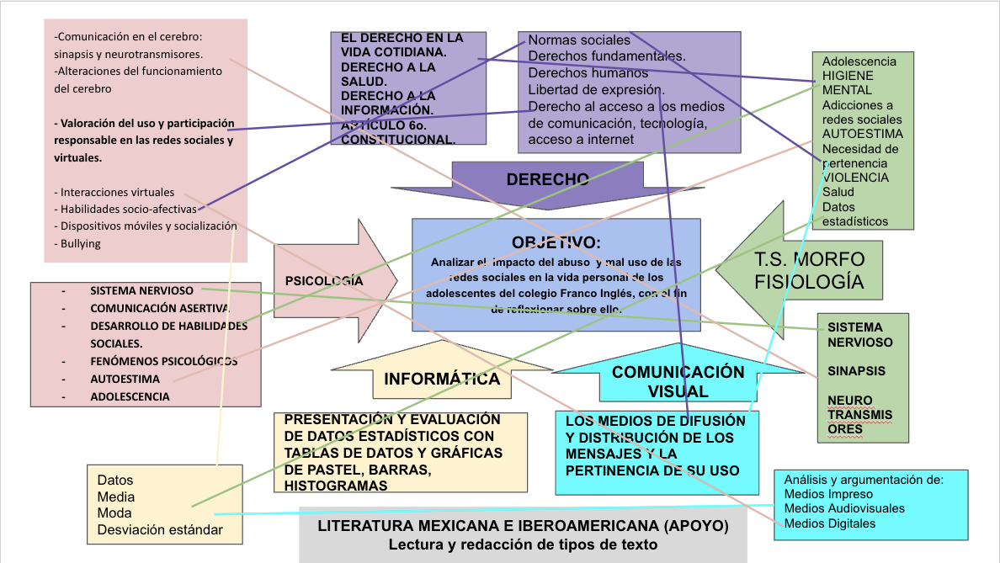 -Comunicación en el cerebro:
sinapsis y neurotransmisores.
-Alteraciones del funcionamiento
del cerebro
- Valoración del uso y participación
responsable en las redes sociales y
virtuales.
- Interacciones virtuales
- Habilidades socio-afectivas
- Dispositivos móviles y socialización
- Bullying
EL DERECHO EN LA
VIDA COTIDIANA.
DERECHO A LA
SALUD.
DERECHO A LA
INFORMACIÓN.
ARTÍCULO 6o.
CONSTITUCIONAL.
Normas sociales
Derechos fundamentales.
Derechos humanos
Libertad de expresión.
Derecho al acceso a los medios
de comunicación, tecnología,
acceso a internet
Adolescencia
HIGIENE
MENTAL
Adicciones a
redes sociales
AUTOESTIMA
Necesidad de
pertenencia
VIOLENCIA
Salud
Datos
estadísticos
DERECHO
PSICOLOGÍA
OBJETIVO:
Analizar el impacto del abuso y mal uso de las
redes sociales en la vida personal de los
adolescentes del colegio Franco Inglés, con el fin
de reflexionar sobre ello.
T.S. MORFO
FISIOLOGÍA
- SISTEMA NERVIOSO
- COMUNICACIÓN ASERTIVA
- DESARROLLO DE HABILIDADES
SOCIALES.
- FENÓMENOS PSICOLÓGICOS
- AUTOESTIMA
- ADOLESCENCIA
SISTEMA
NERVIOSO
SINAPSIS
NEURO
TRANSMIS
ORES
INFORMÁTICA
COMUNICACIÓN
VISUAL
PRESENTACIÓN Y EVALUACIÓN
DE DATOS ESTADÍSTICOS CON
TABLAS DE DATOS Y GRÁFICAS
DE PASTEL, BARRAS,
HISTOGRAMAS
LOS MEDIOS DE DIFUSIÓN
Y DISTRIBUCIÓN DE LOS
MENSAJES Y LA
PERTINENCIA DE SU USO
Datos
Media
Moda
Desviación estándar
Análisis y argumentación de:
Medios Impreso
Medios Audiovisuales
Medios Digitales
LITERATURA MEXICANA E IBEROAMERICANA (APOYO)
Lectura y redacción de tipos de texto